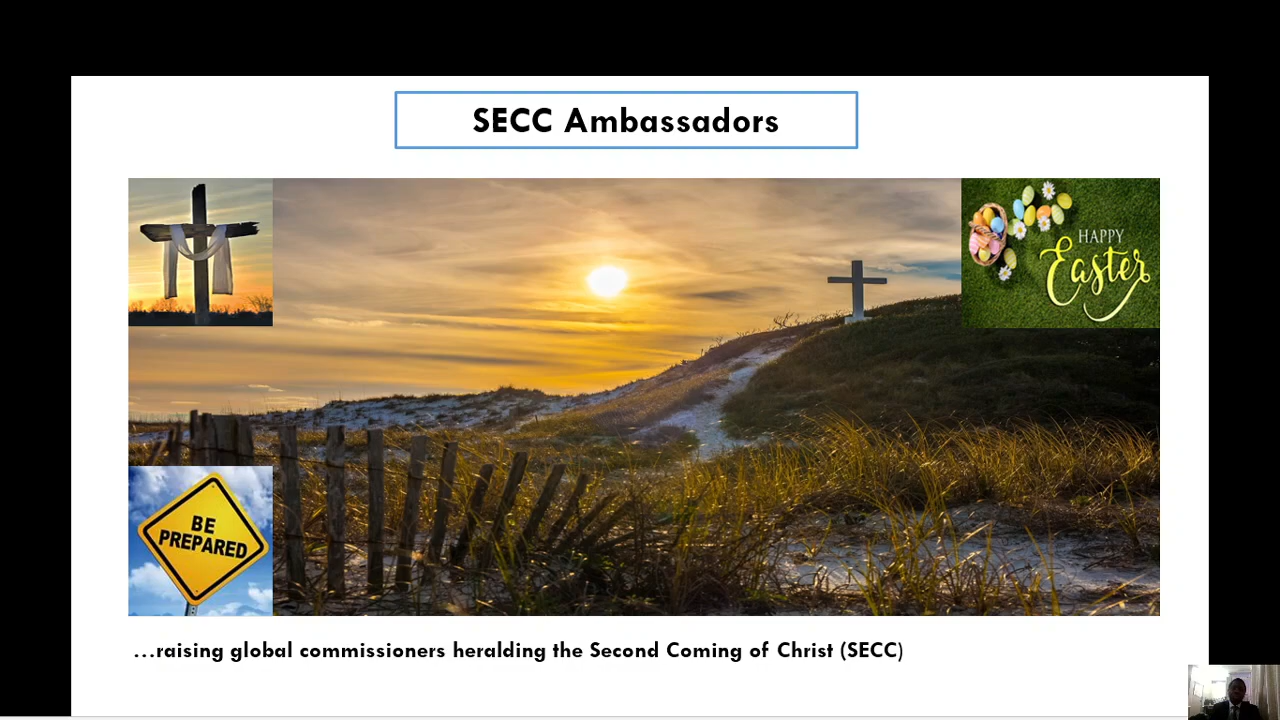 SECC Ambassadors
HAPPY
Easter
BE
PREPARED
...raising global commissioners heralding the Second Coming of Christ (SECC)